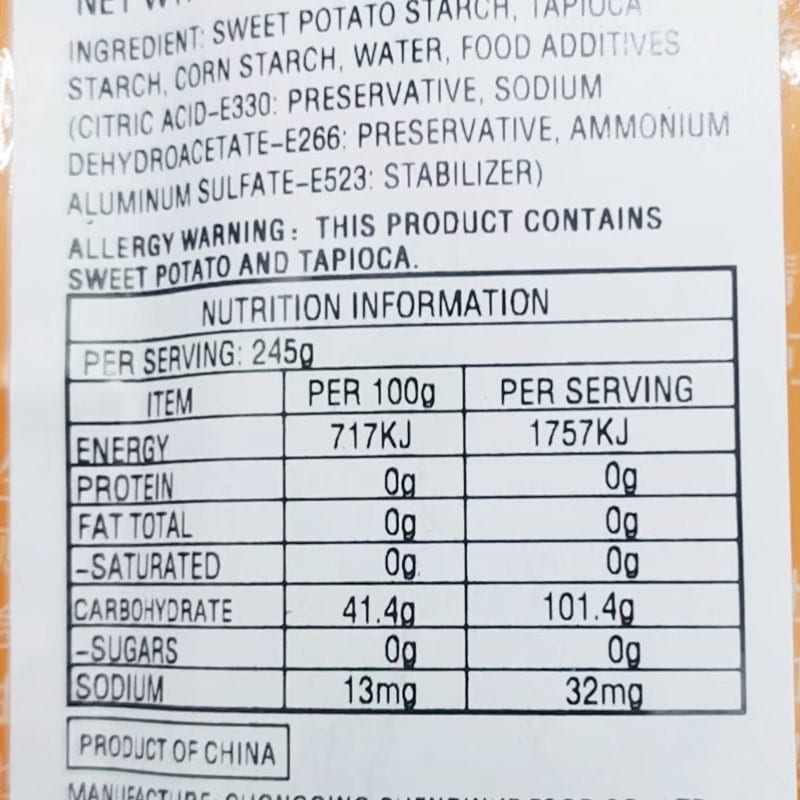 NET
INGREDIENT: SWEET POTATO STARCH, TAPIOCA
STARCH, CORN STARCH, WATER, FOOD ADDITIVES
(CITRIC ACID-E330: PRESERVATIVE, SODIUM
DEHYDROACETATE-E266: PRESERVATIVE, AMMONIUM
ALUMINUM SULFATE-E523: STABILIZER)
ALLERGY WARNING: THIS PRODUCT CONTAINS
SWEET POTATO AND TAPIOCA.
NUTRITION INFORMATION
PER SERVING: 245g
ITEM PER 100g PER SERVING
ENERGY 717KJ 1757KJ
PROTEIN 0g 0g
FAT TOTAL 0g 0g
-SATURATED 0g 0g
CARBOHYDRATE 41.4g 101.4g
-SUGARS 0g 0g
SODIUM 13mg 32mg
PRODUCT OF CHINA